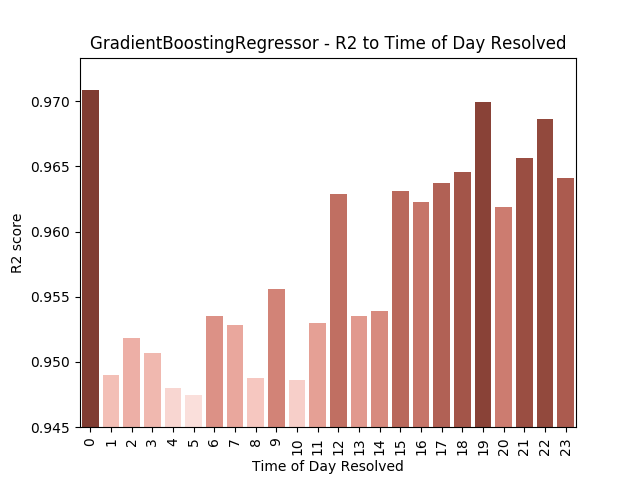 GradientBoostingRegressor - R2 to Time of Day Resolved
R2 score
0.970
0.965
0.960
0.955
0.950
0.945
0 1 2 3 4 5 6 7 8 9 10 11 12 13 14 15 16 17 18 19 20 21 22 23
Time of Day Resolved